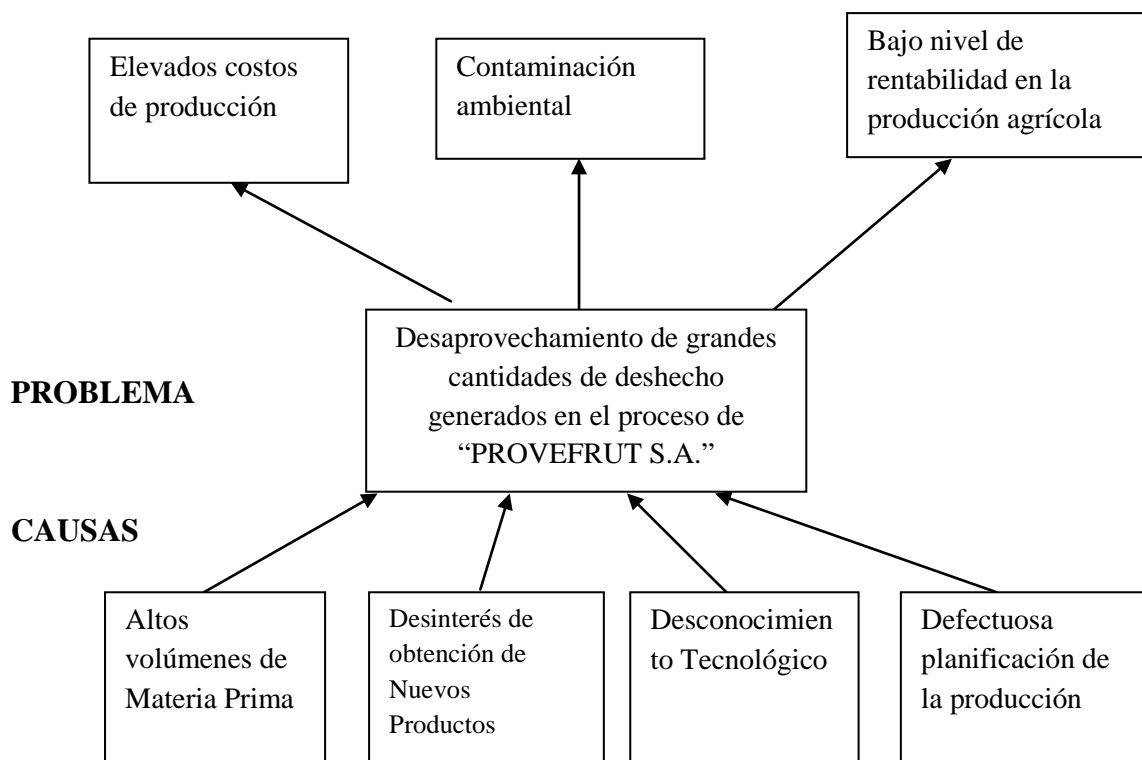 Elevados costos
de producción
Contaminación
ambiental
Bajo nivel de
rentabilidad en la
producción agrícola
Desaprovechamiento de grandes
cantidades de deshecho
generados en el proceso de
“PROVEFRUT S.A.”
PROBLEMA
CAUSAS
Altos
volúmenes de
Materia Prima
Desinterés de
obtención de
Nuevos
Productos
Desconocimien
to Tecnológico
Defectuosa
planificación de
la producción